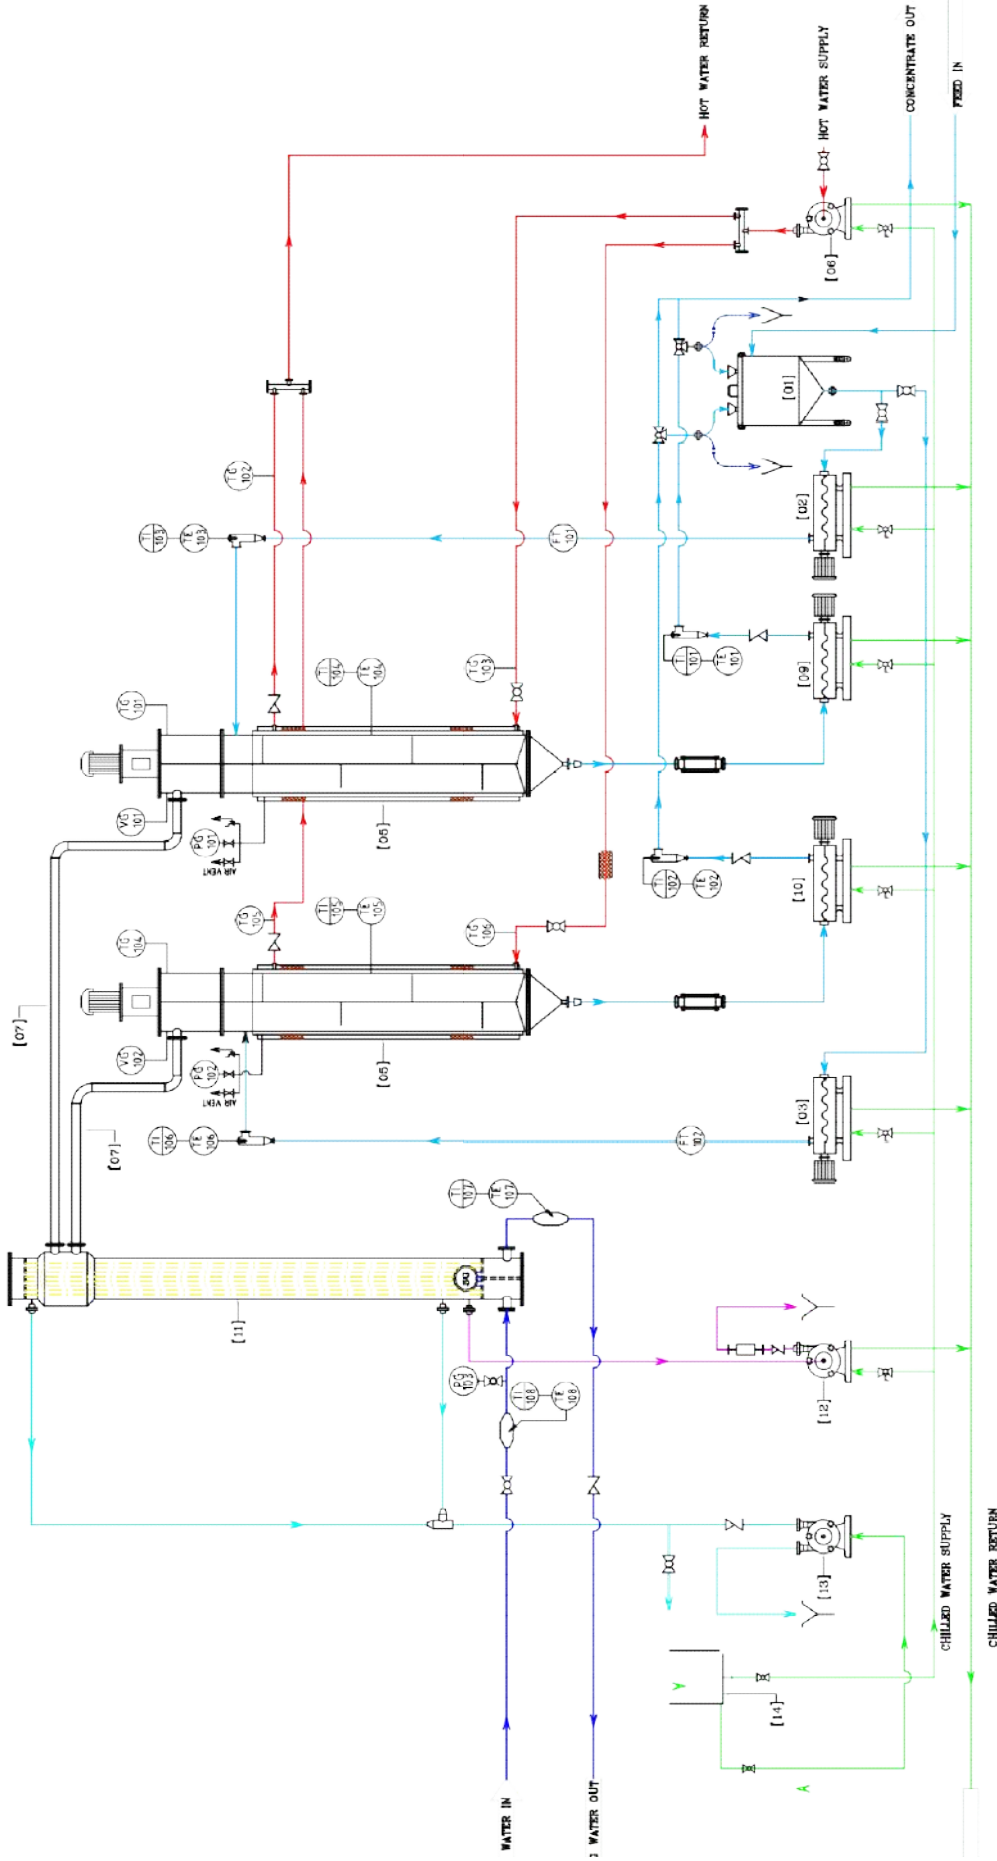 HOT WATER RETURN
HOT WATER SUPPLY
CONCENTRATE OUT
FEED IN
[06]
[01]
TG
102
TI
103
TE
103
FT
101
[02]
TG
101
TI
104
TE
104
TG
103
TI
101
TE
101
[09]
VG
101
PG
101
AIR VENT
[05]
TG
104
TG
105
TI
105
TE
105
TG
106
TI
102
TE
102
[10]
[07]
VG
102
PG
102
AIR VENT
[05]
[07]
TI
106
TE
106
FT
102
[03]
TI
107
TE
107
[11]
PG
103
TI
108
TE
108
[12]
[13]
[14]
A
A
WATER IN
G WATER OUT
CHILLED WATER SUPPLY
CHILLED WATER RETURN